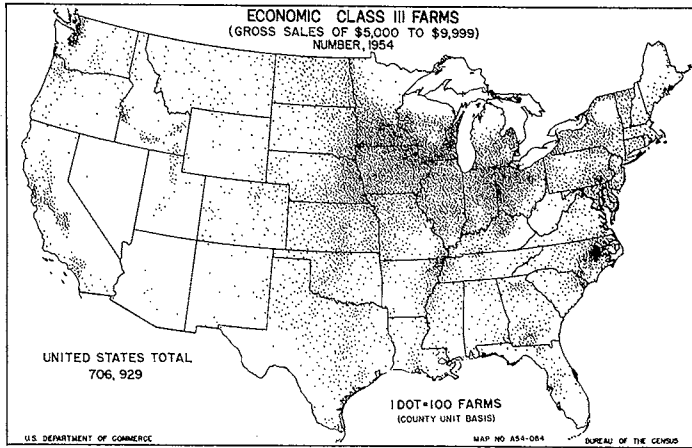 ECONOMIC CLASS III FARMS
(GROSS SALES OF $5,000 TO $9,999)
NUMBER, 1954
UNITED STATES TOTAL
706,929
1 DOT=100 FARMS
(COUNTY UNIT BASIS)
U.S. DEPARTMENT OF COMMERCE
MAP NO A54-084
BUREAU OF THE CENSUS